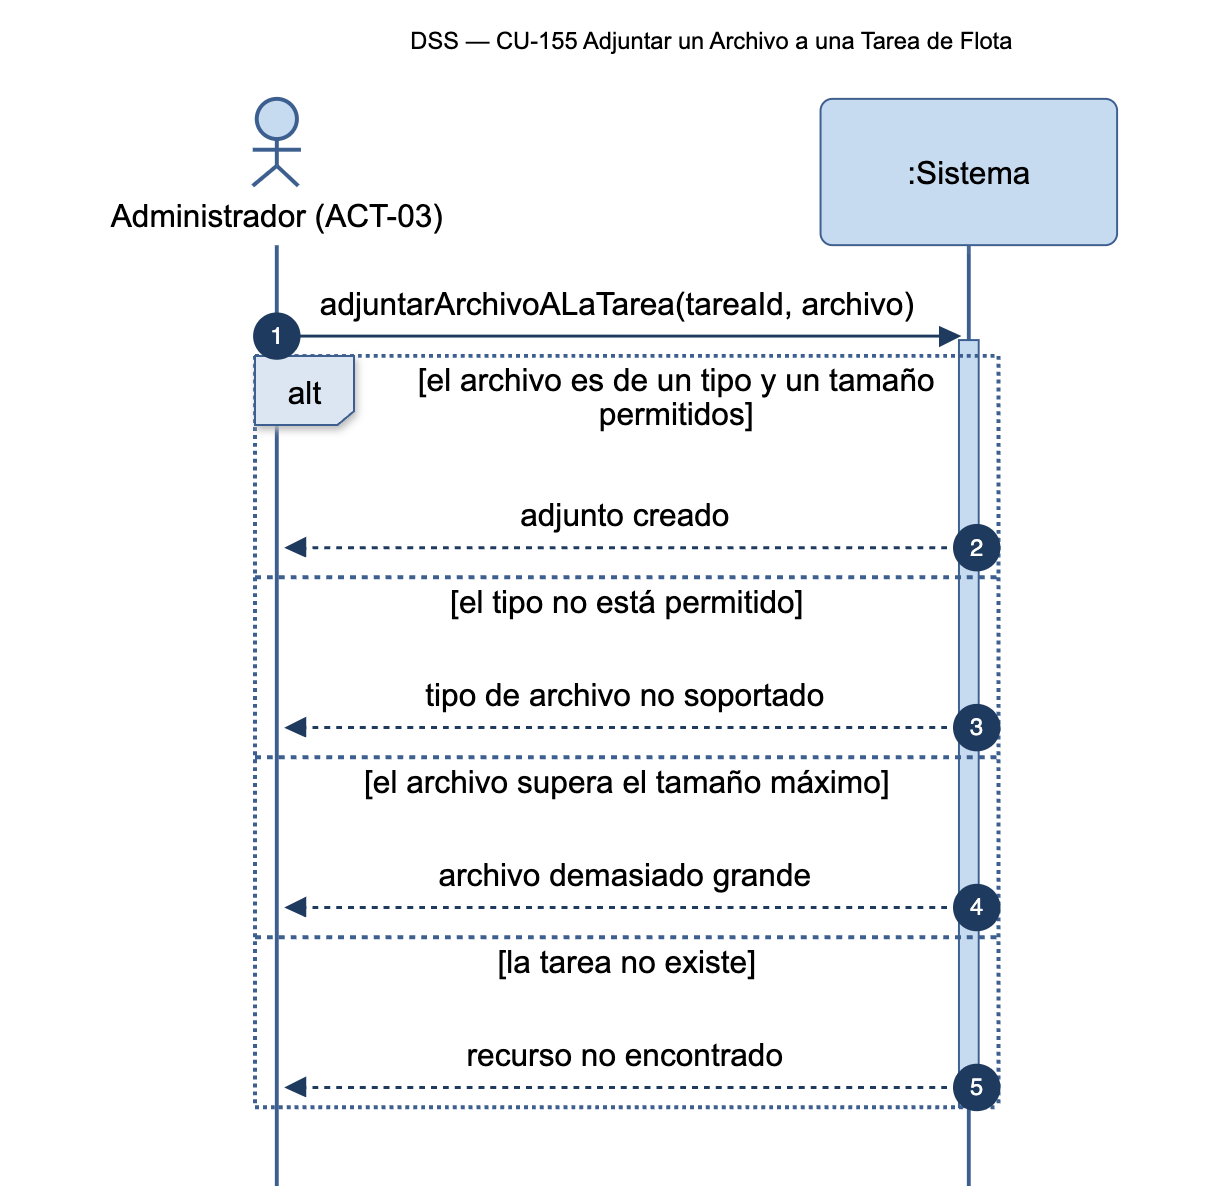 DSS — CU-155 Adjuntar un Archivo a una Tarea de Flota
:Sistema
Administrador (ACT-03)
adjuntarArchivoALaTarea(tareaId, archivo)
1
alt
[el archivo es de un tipo y un tamaño
permitidos]
adjunto creado
2
[el tipo no está permitido]
tipo de archivo no soportado
3
[el archivo supera el tamaño máximo]
archivo demasiado grande
4
[la tarea no existe]
recurso no encontrado
5